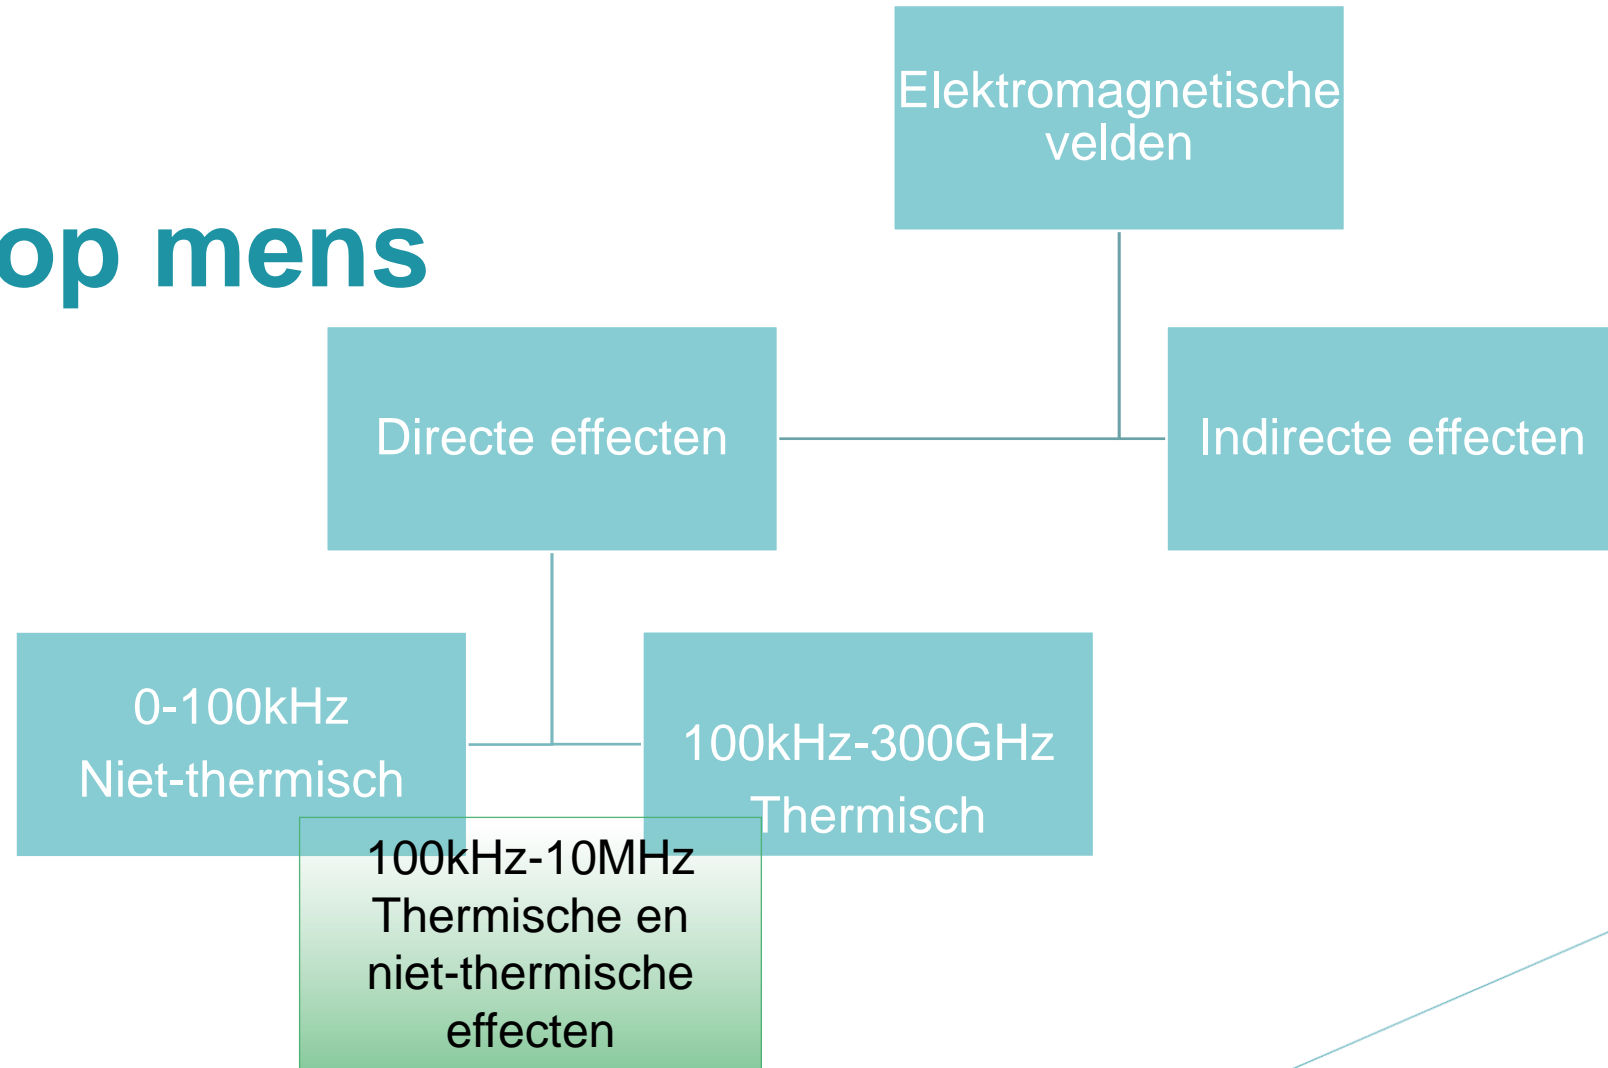 Elektromagnetische
velden
op mens
Directe effecten
Indirecte effecten
0-100kHz
Niet-thermisch
100kHz-300GHz
Thermisch
100kHz-10MHz
Thermische en
niet-thermische
effecten